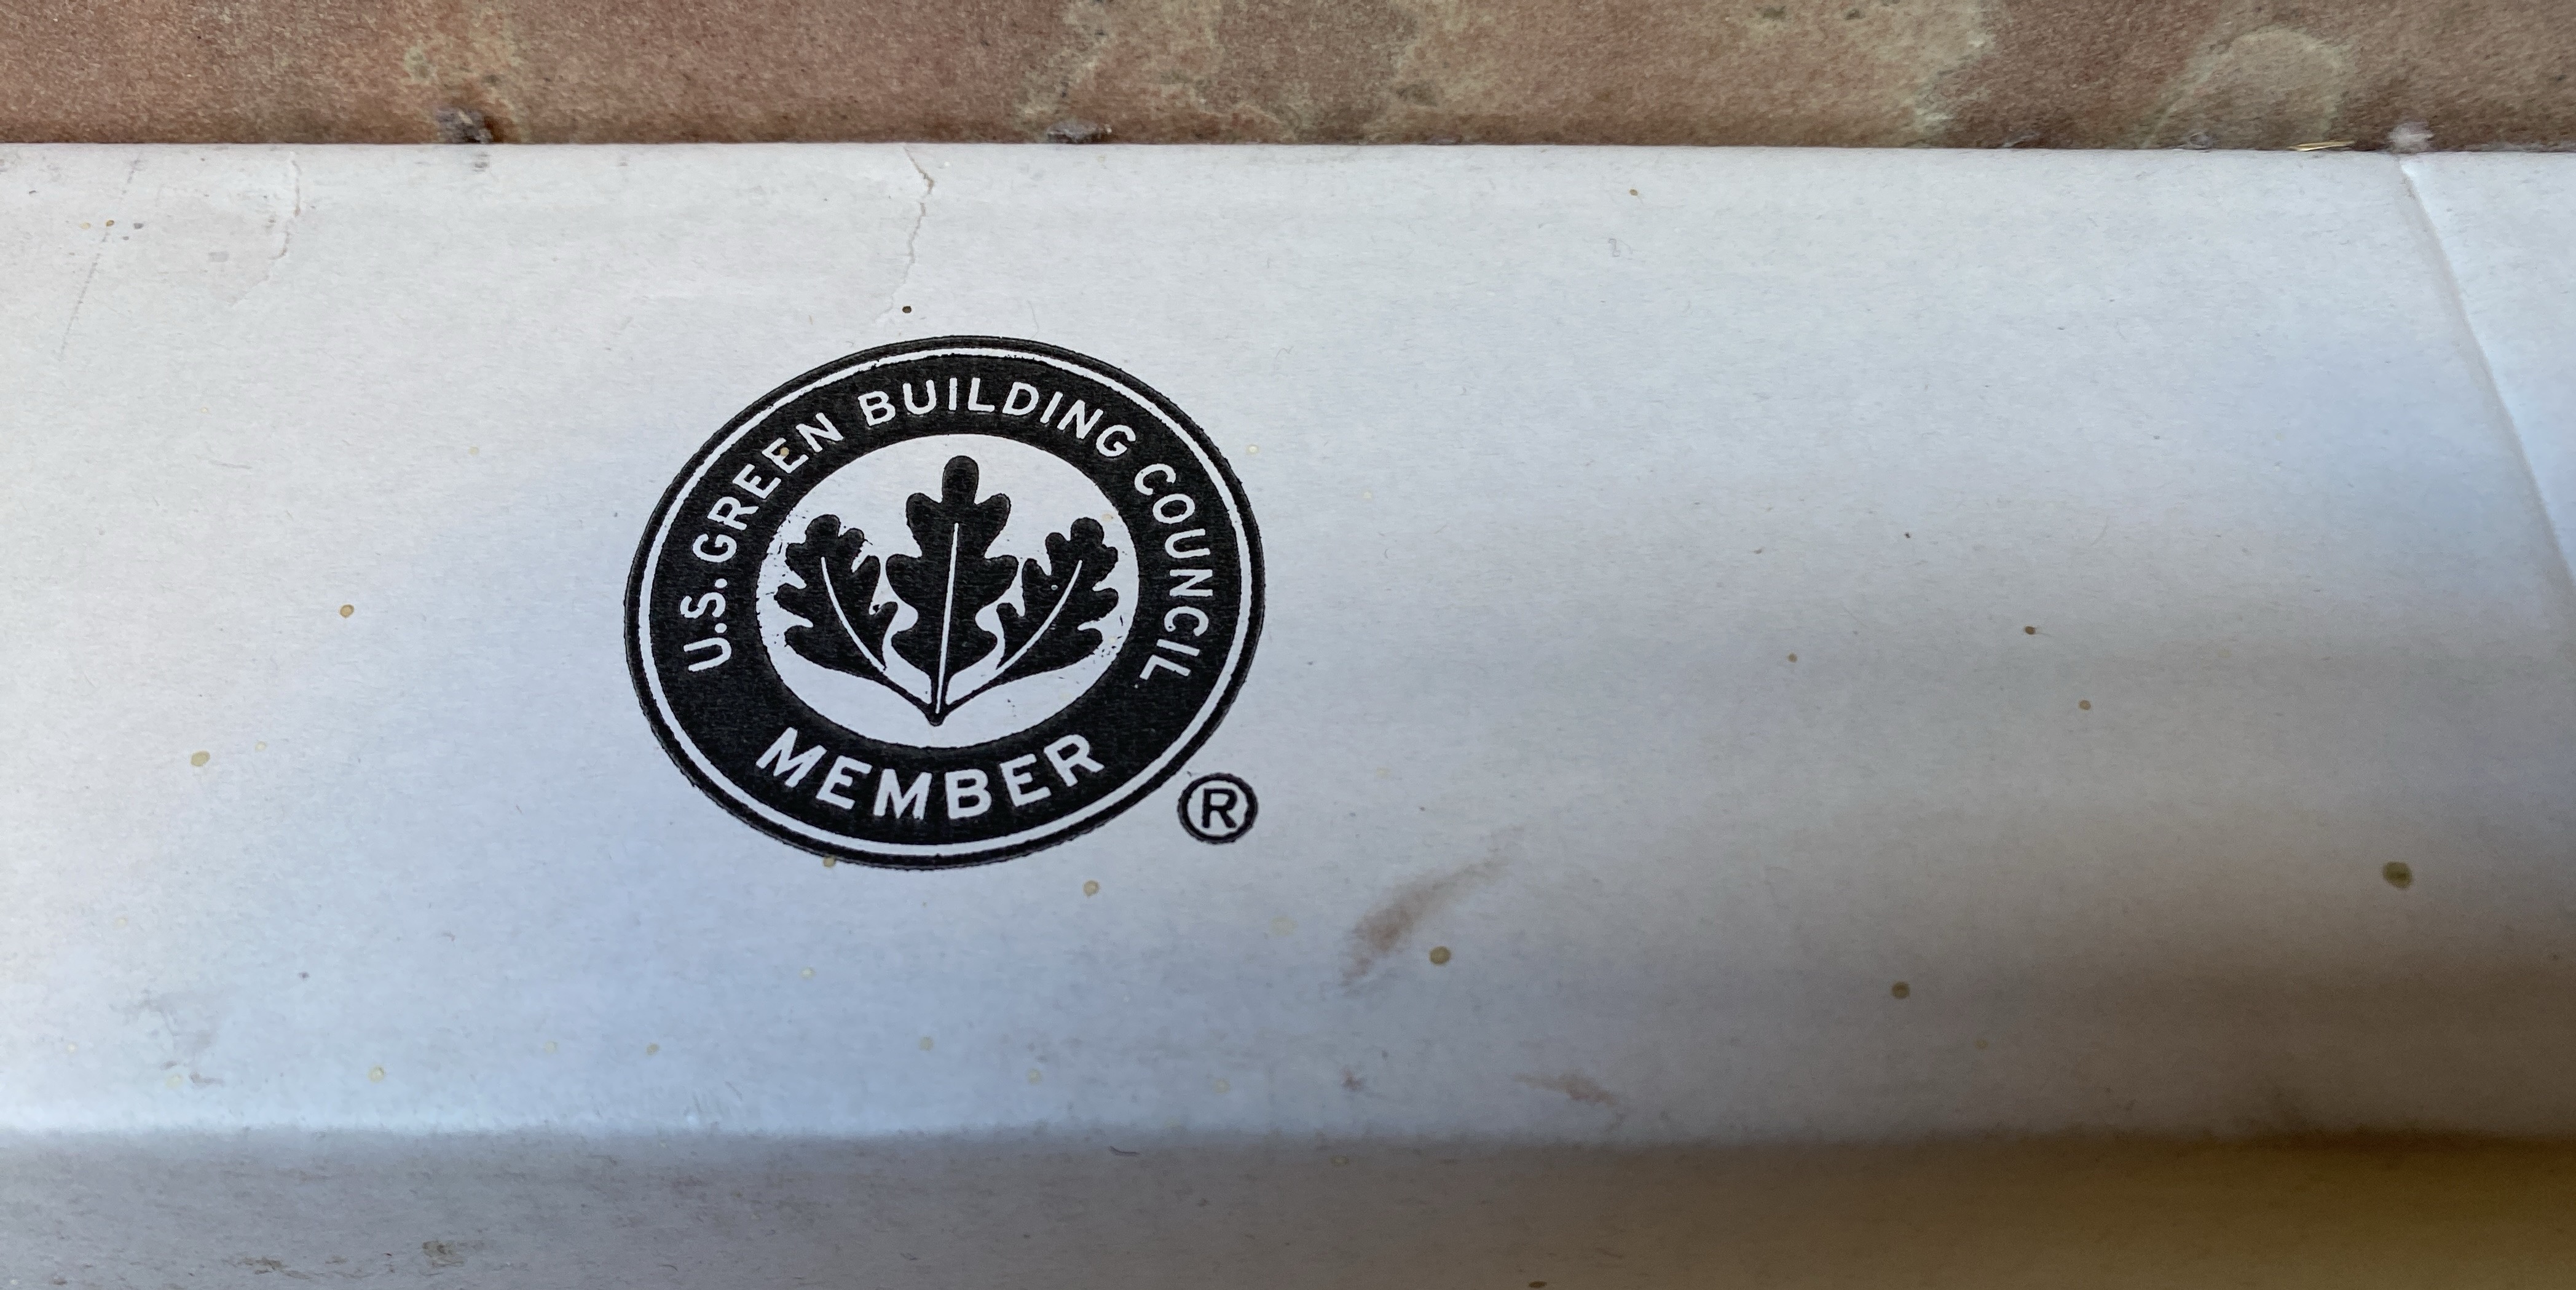 U.S. GREEN BUILDING COUNCIL
MEMBER
®